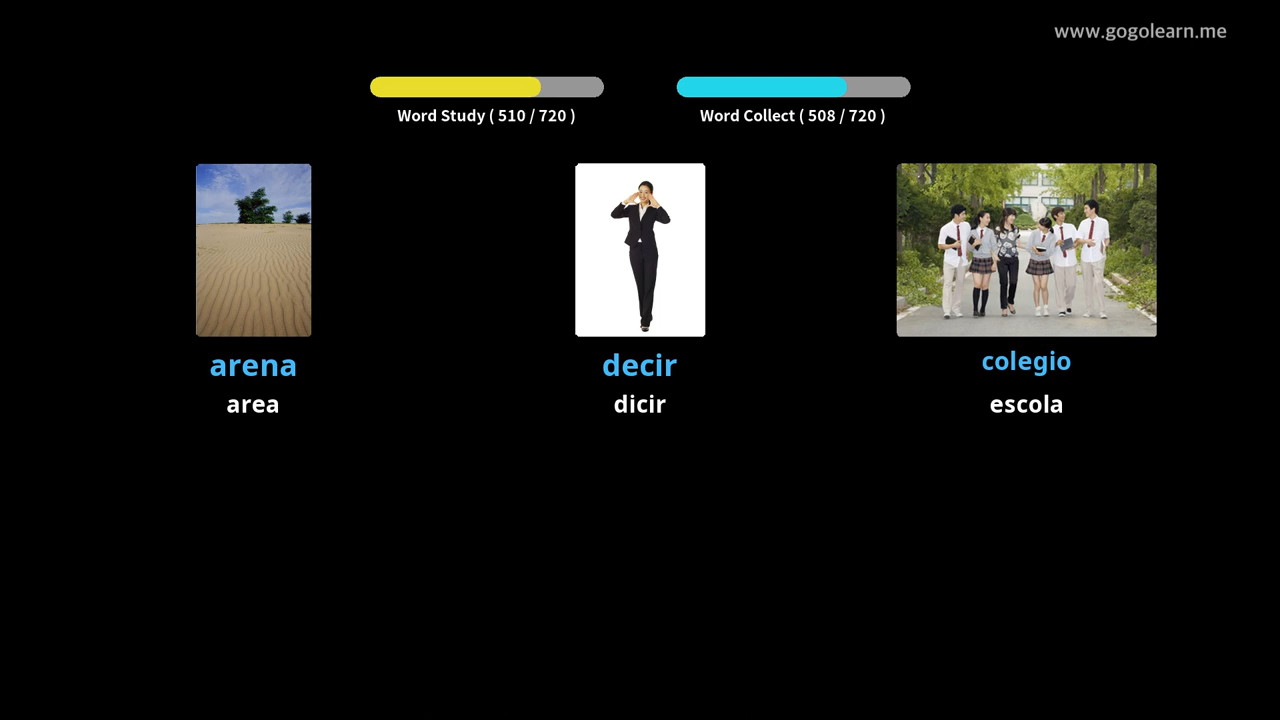 www.gogolearn.me
Word Study ( 510 / 720 )
Word Collect ( 508 / 720 )
arena
decir
colegio
area
dicir
escola